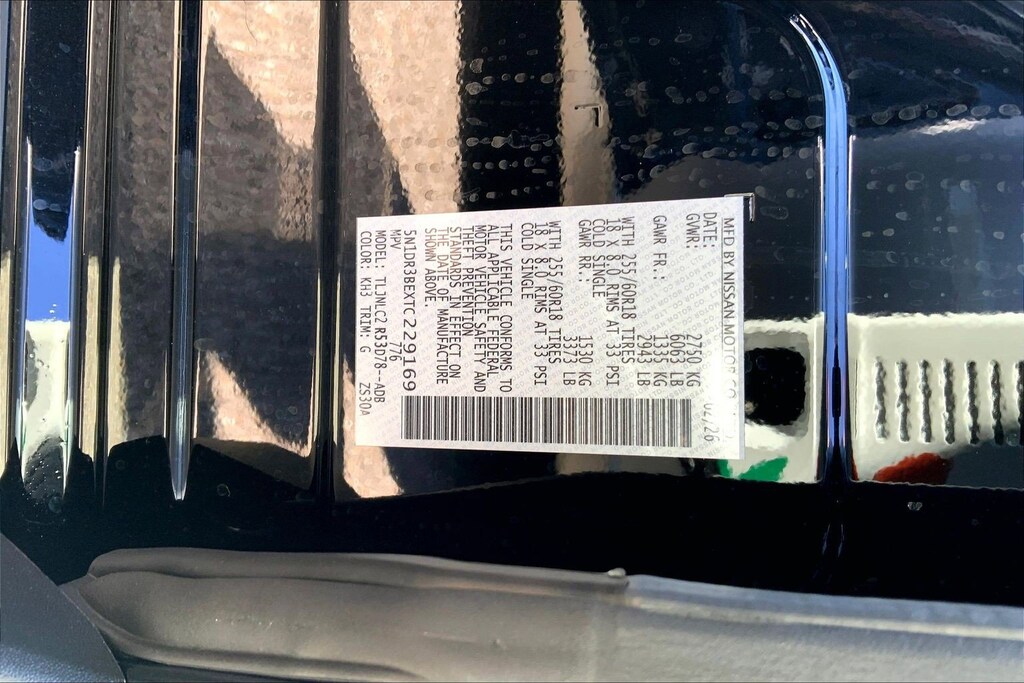 MFD BY NISSAN MOTOR CO.
DATE: 02/26
GVWR: 2750 KG
6063 LB
GAWR FR.: 1335 KG
2943 LB
WITH 255/60R18 TIRES
18 X 8.0 RIMS AT 33 PSI
COLD SINGLE
GAWR RR.: 1530 KG
3373 LB
WITH 255/60R18 TIRES
18 X 8.0 RIMS AT 33 PSI
COLD SINGLE
THIS VEHICLE CONFORMS TO
ALL APPLICABLE FEDERAL
MOTOR VEHICLE SAFETY AND
THEFT PREVENTION
STANDARDS IN EFFECT ON
THE DATE OF MANUFACTURE
SHOWN ABOVE.
5N1DR3BEXTC229169
MPV 776
MODEL: TLJNLC2 R53D78--ADB
COLOR: KH3 TRIM: G ZS30A